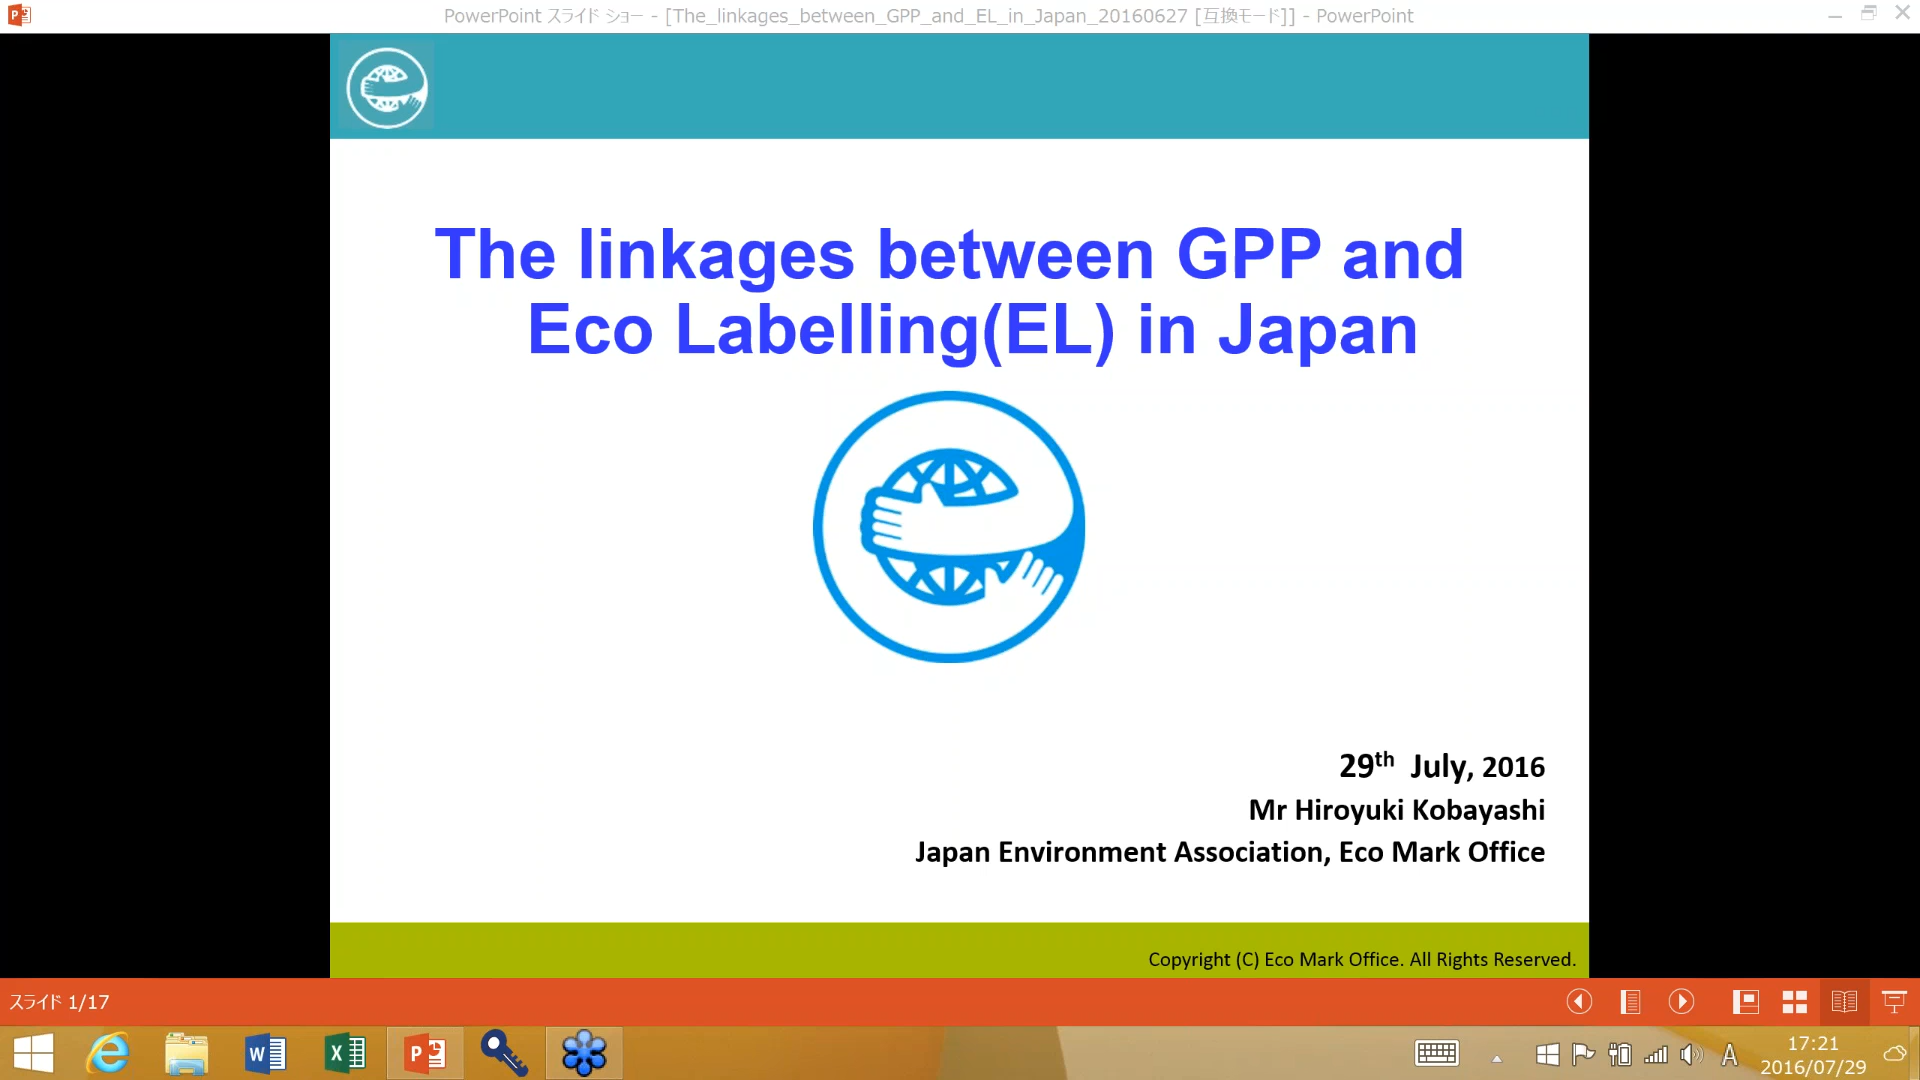 PowerPoint スライド ショー - [The_linkages_between_GPP_and_EL_in_Japan_20160627 [互換モード]] - PowerPoint
The linkages between GPP and
Eco Labelling(EL) in Japan
29th July, 2016
Mr Hiroyuki Kobayashi
Japan Environment Association, Eco Mark Office
Copyright (C) Eco Mark Office. All Rights Reserved.
スライド 1/17
A
17:21
2016/07/29